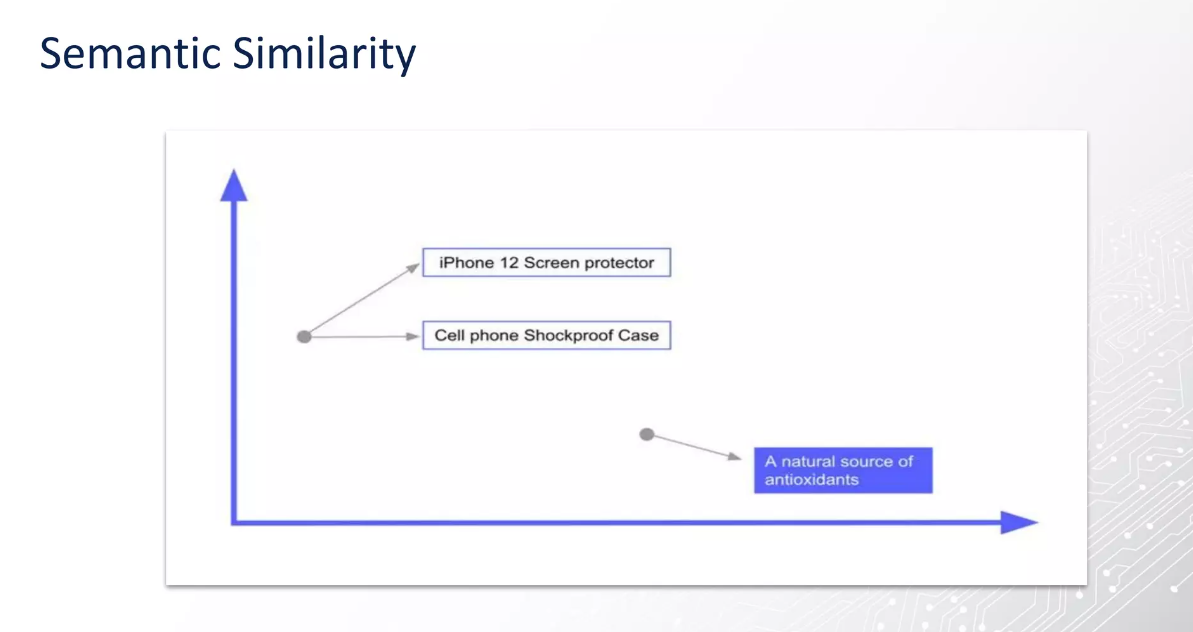 Semantic Similarity
iPhone 12 Screen protector
Cell phone Shockproof Case
A natural source of
antioxidants